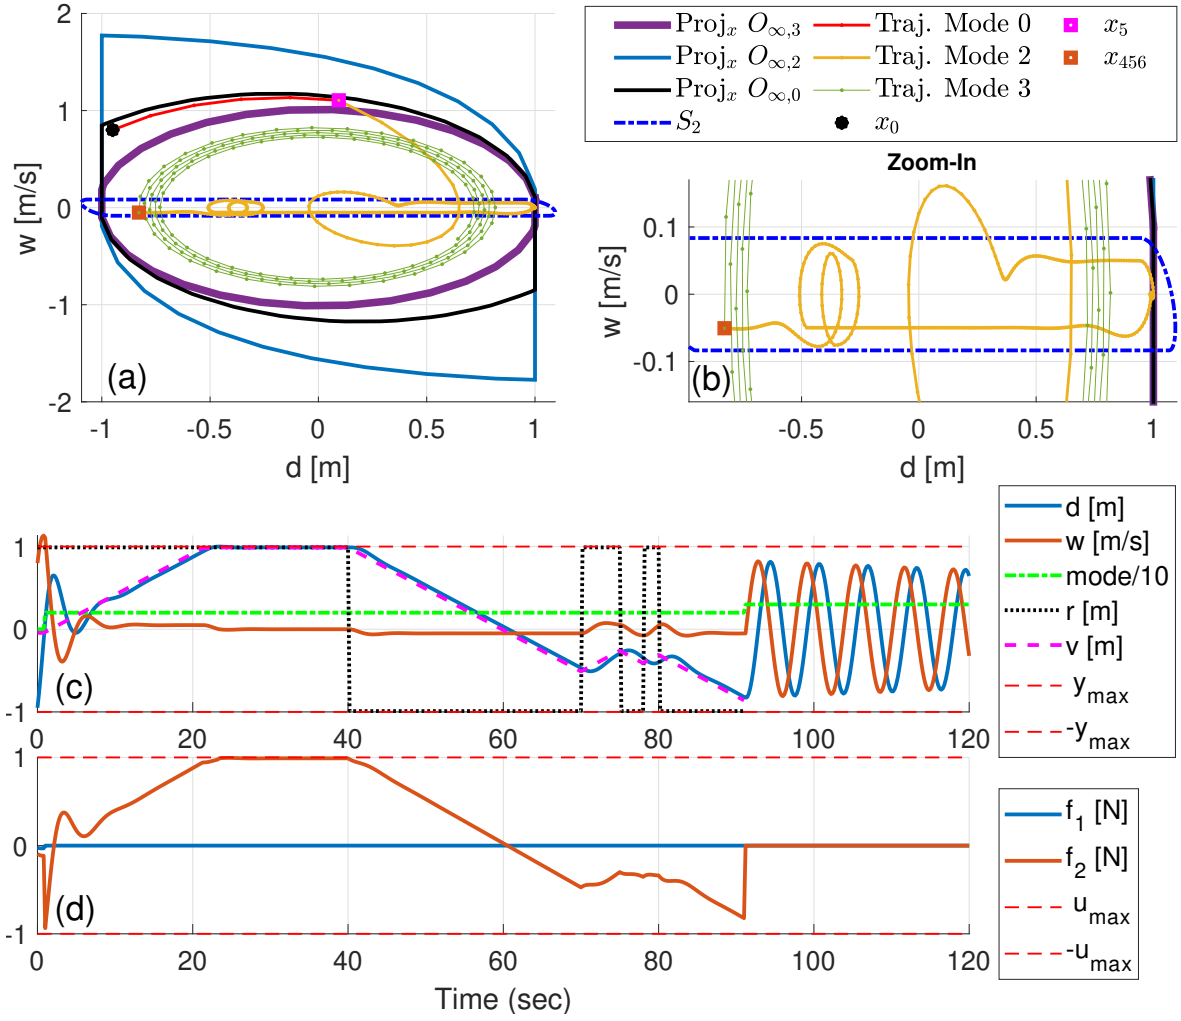 2
1
0
-1
-2
w [m/s]
-1
-0.5
0
0.5
1
d [m]
(a)
Proj_x O_∞,3
Traj. Mode 0
x_5
Proj_x O_∞,2
Traj. Mode 2
x_456
Proj_x O_∞,0
Traj. Mode 3
S_2
x_0
Zoom-In
0.1
0
-0.1
w [m/s]
-0.5
0
0.5
1
d [m]
(b)
1
0
-1
(c)
0
20
40
60
80
100
120
d [m]
w [m/s]
mode/10
r [m]
v [m]
y_max
-y_max
1
0
-1
(d)
0
20
40
60
80
100
120
Time (sec)
f_1 [N]
f_2 [N]
u_max
-u_max